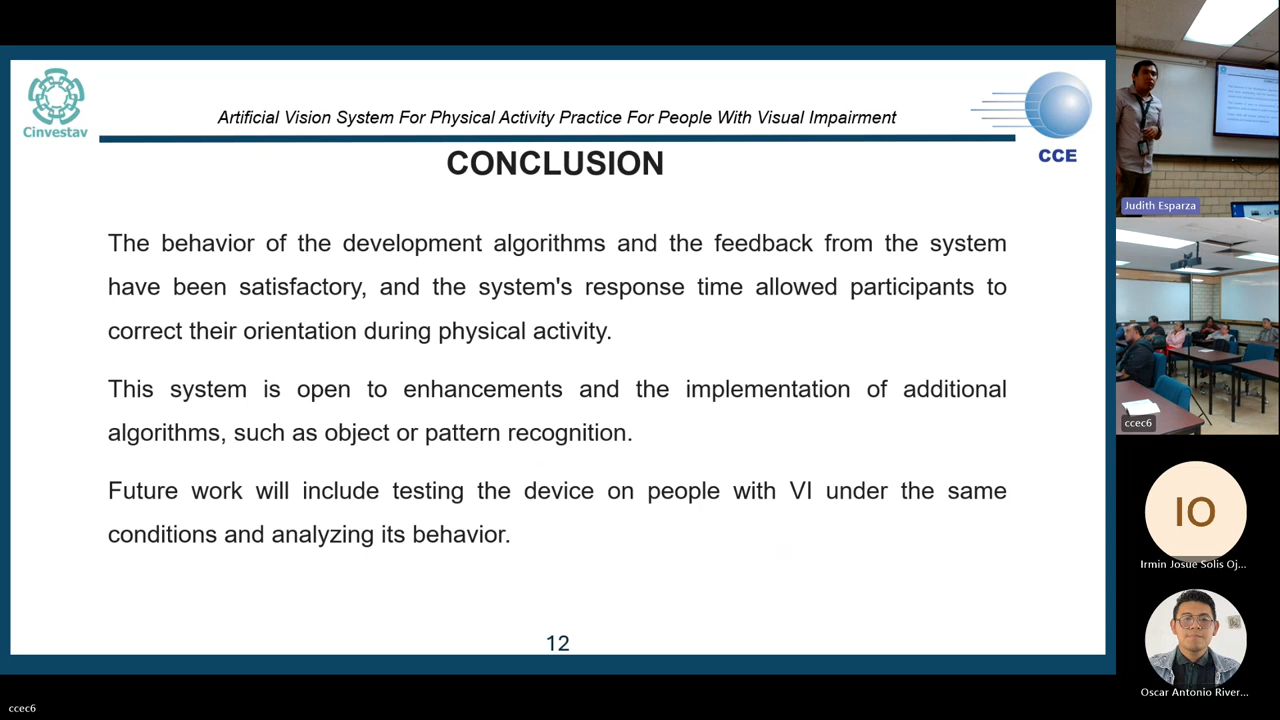 Cinvestav
Artificial Vision System For Physical Activity Practice For People With Visual Impairment
CCE
CONCLUSION
The behavior of the development algorithms and the feedback from the system
have been satisfactory, and the system's response time allowed participants to
correct their orientation during physical activity.
This system is open to enhancements and the implementation of additional
algorithms, such as object or pattern recognition.
Future work will include testing the device on people with VI under the same
conditions and analyzing its behavior.
12
Judith Esparza
ccec6
IO
Irmin Josue Solis Oj...
Oscar Antonio River...
ccec6